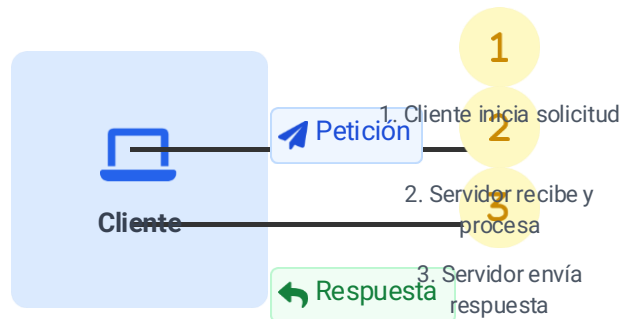 1
1. Cliente inicia solicitud
Petición
2
2. Servidor recibe y
procesa
3
Cliente
3. Servidor envía
respuesta
Respuesta